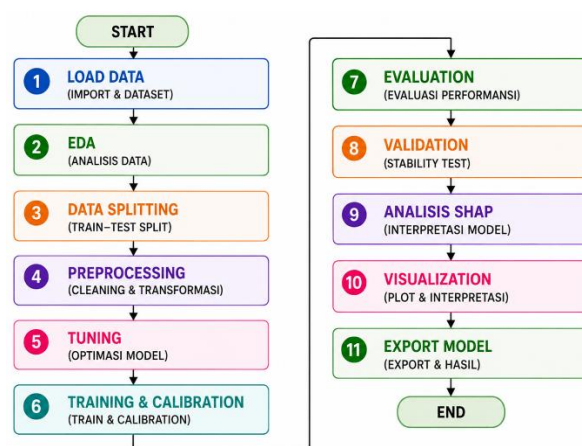 START
1 LOAD DATA
(IMPORT & DATASET)
2 EDA
(ANALISIS DATA)
3 DATA SPLITTING
(TRAIN–TEST SPLIT)
4 PREPROCESSING
(CLEANING & TRANSFORMASI)
5 TUNING
(OPTIMASI MODEL)
6 TRAINING & CALIBRATION
(TRAIN & CALIBRATION)
7 EVALUATION
(EVALUASI PERFORMANSI)
8 VALIDATION
(STABILITY TEST)
9 ANALISIS SHAP
(INTERPRETASI MODEL)
10 VISUALIZATION
(PLOT & INTERPRETASI)
11 EXPORT MODEL
(EXPORT & HASIL)
END